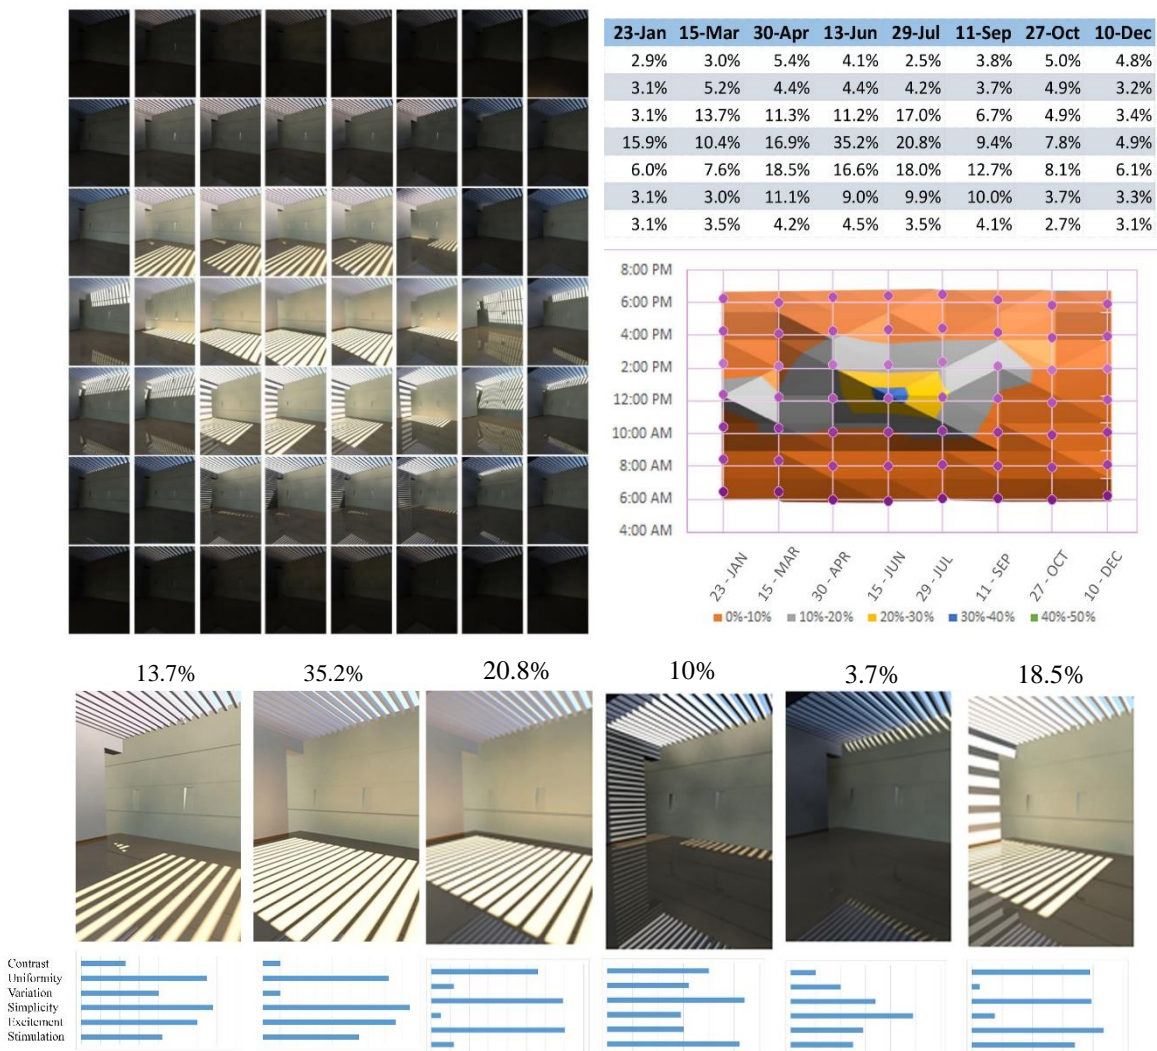 23-Jan 15-Mar 30-Apr 13-Jun 29-Jul 11-Sep 27-Oct 10-Dec
2.9% 3.0% 5.4% 4.1% 2.5% 3.8% 5.0% 4.8%
3.1% 5.2% 4.4% 4.4% 4.2% 3.7% 4.9% 3.2%
3.1% 13.7% 11.3% 11.2% 17.0% 6.7% 4.9% 3.4%
15.9% 10.4% 16.9% 35.2% 20.8% 9.4% 7.8% 4.9%
6.0% 7.6% 18.5% 16.6% 18.0% 12.7% 8.1% 6.1%
3.1% 3.0% 11.1% 9.0% 9.9% 10.0% 3.7% 3.3%
3.1% 3.5% 4.2% 4.5% 3.5% 4.1% 2.7% 3.1%
8:00 PM
6:00 PM
4:00 PM
2:00 PM
12:00 PM
10:00 AM
8:00 AM
6:00 AM
4:00 AM
23 - JAN 15 - MAR 30 - APR 15 - JUN 29 - JUL 11 - SEP 27 - OCT 10 - DEC
0%-10% 10%-20% 20%-30% 30%-40% 40%-50%
13.7% 35.2% 20.8% 10% 3.7% 18.5%
Contrast
Uniformity
Variation
Simplicity
Excitement
Stimulation